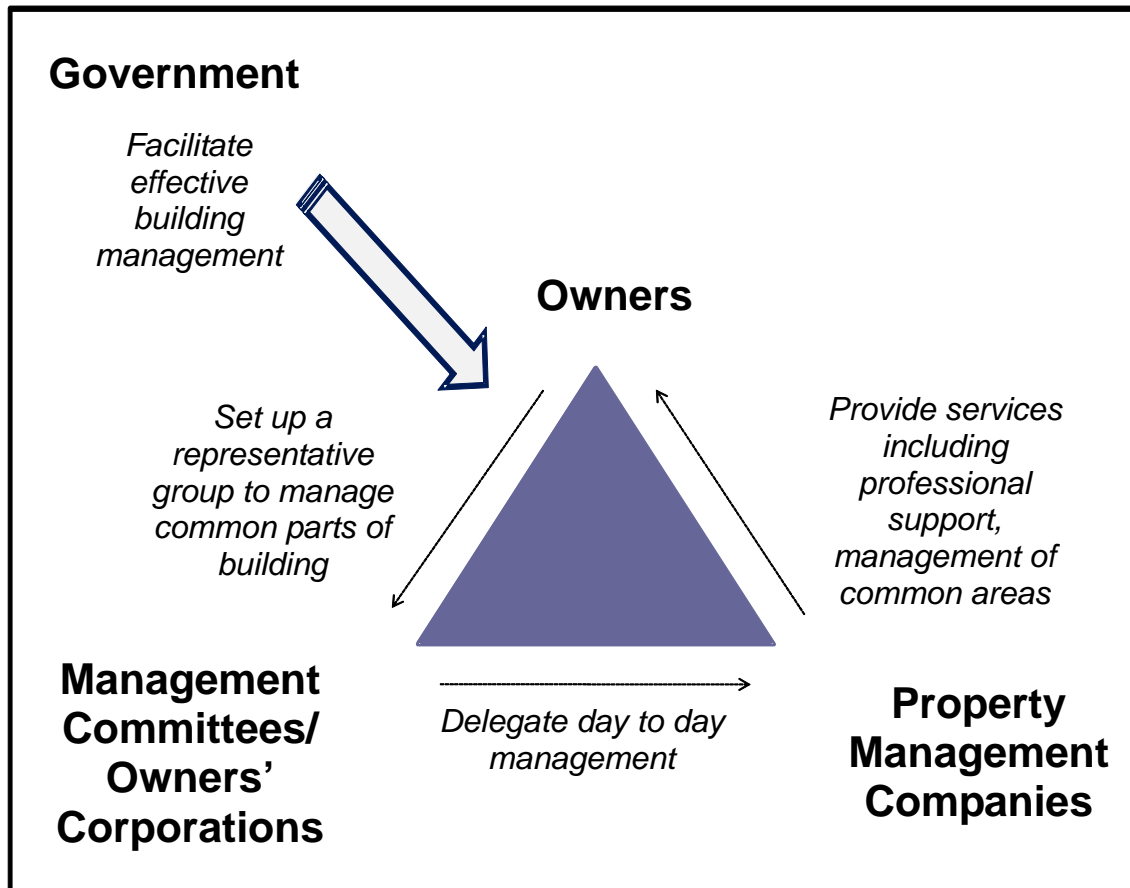 Government
Facilitate
effective
building
management
Owners
Set up a
representative
group to manage
common parts of
building
Provide services
including
professional
support,
management of
common areas
Management
Committees/
Owners’
Corporations
Delegate day to day
management
Property
Management
Companies